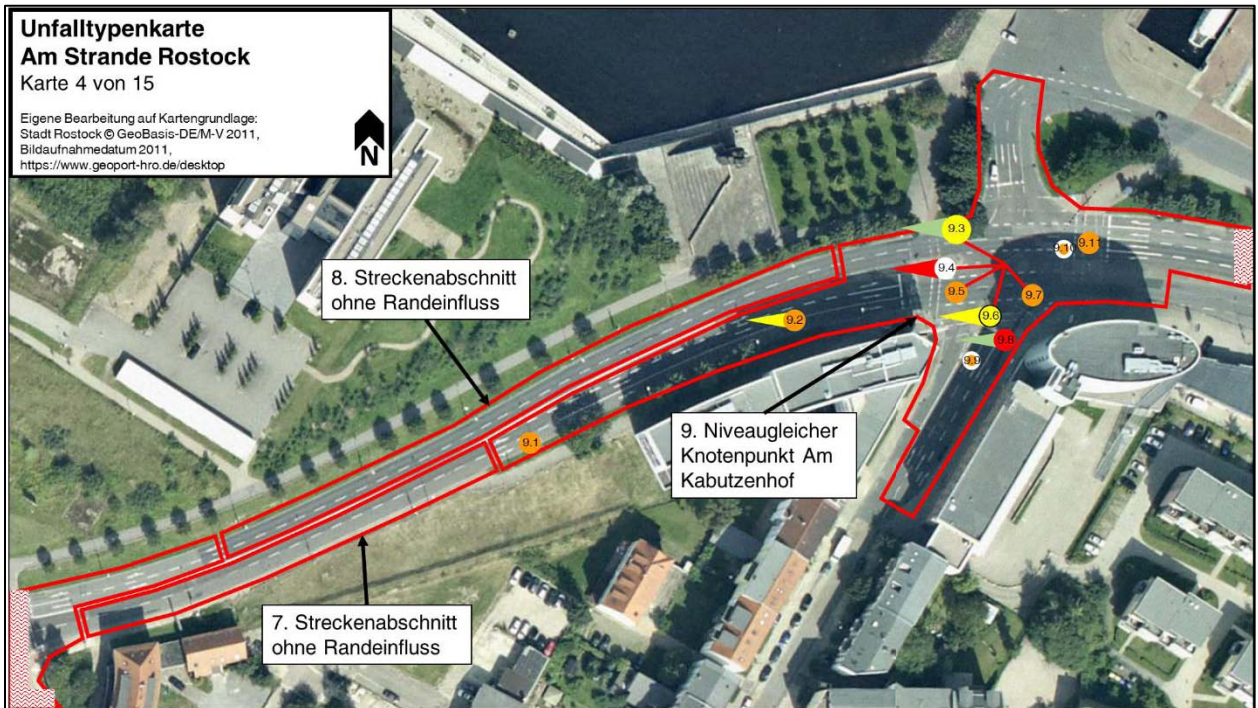 Unfalltypenkarte
Am Strande Rostock
Karte 4 von 15
Eigene Bearbeitung auf Kartengrundlage:
Stadt Rostock © GeoBasis-DE/M-V 2011,
Bildaufnahmedatum 2011,
https://www.geoport-hro.de/desktop
N
9.3
9.10
9.11
8. Streckenabschnitt
ohne Randeinfluss
9.4
9.5
9.7
9.2
9.6
9.8
9.9
9.1
9. Niveaugleicher
Knotenpunkt Am
Kabutzenhof
7. Streckenabschnitt
ohne Randeinfluss